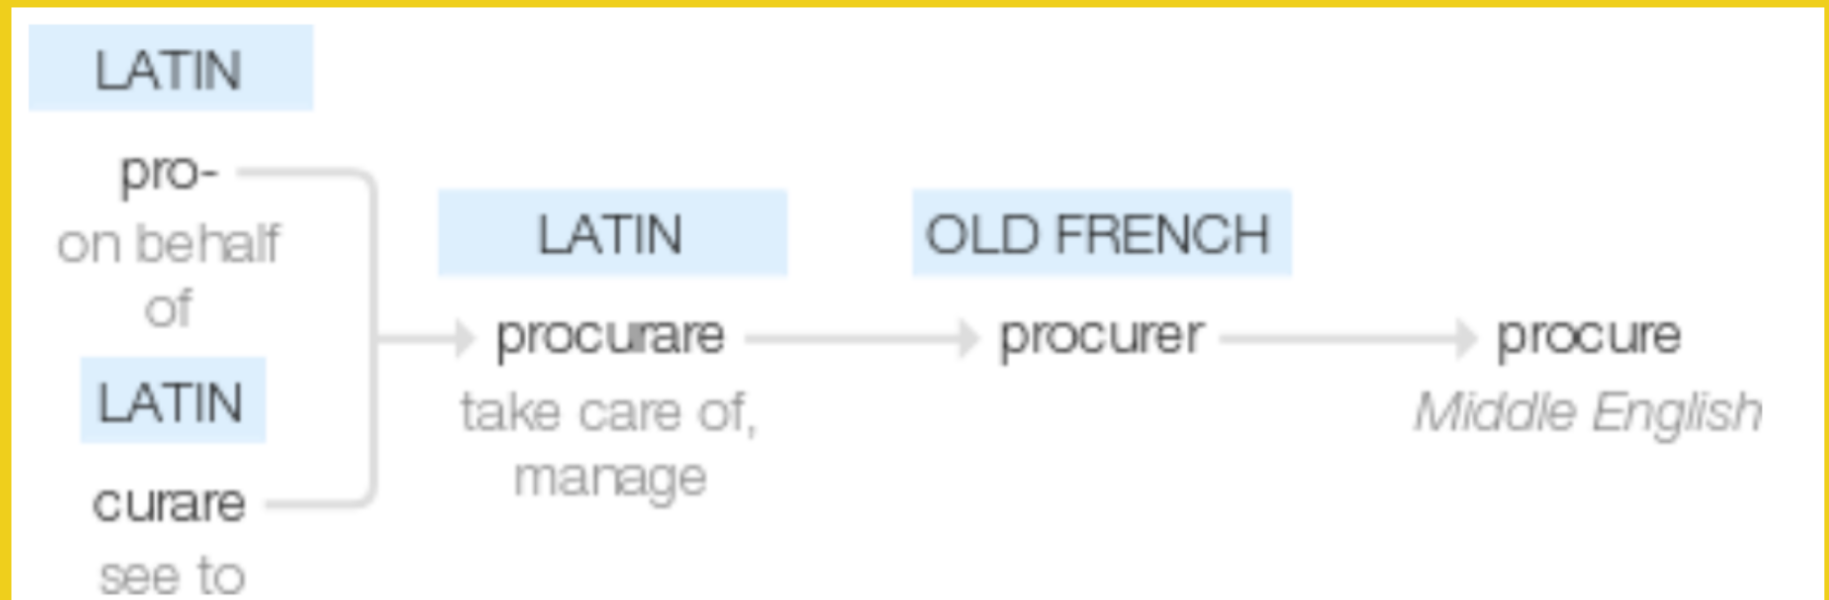 LATIN
pro-
on behalf
of
LATIN
curare
see to
LATIN
procurare
take care of,
manage
OLD FRENCH
procurer
procure
Middle English